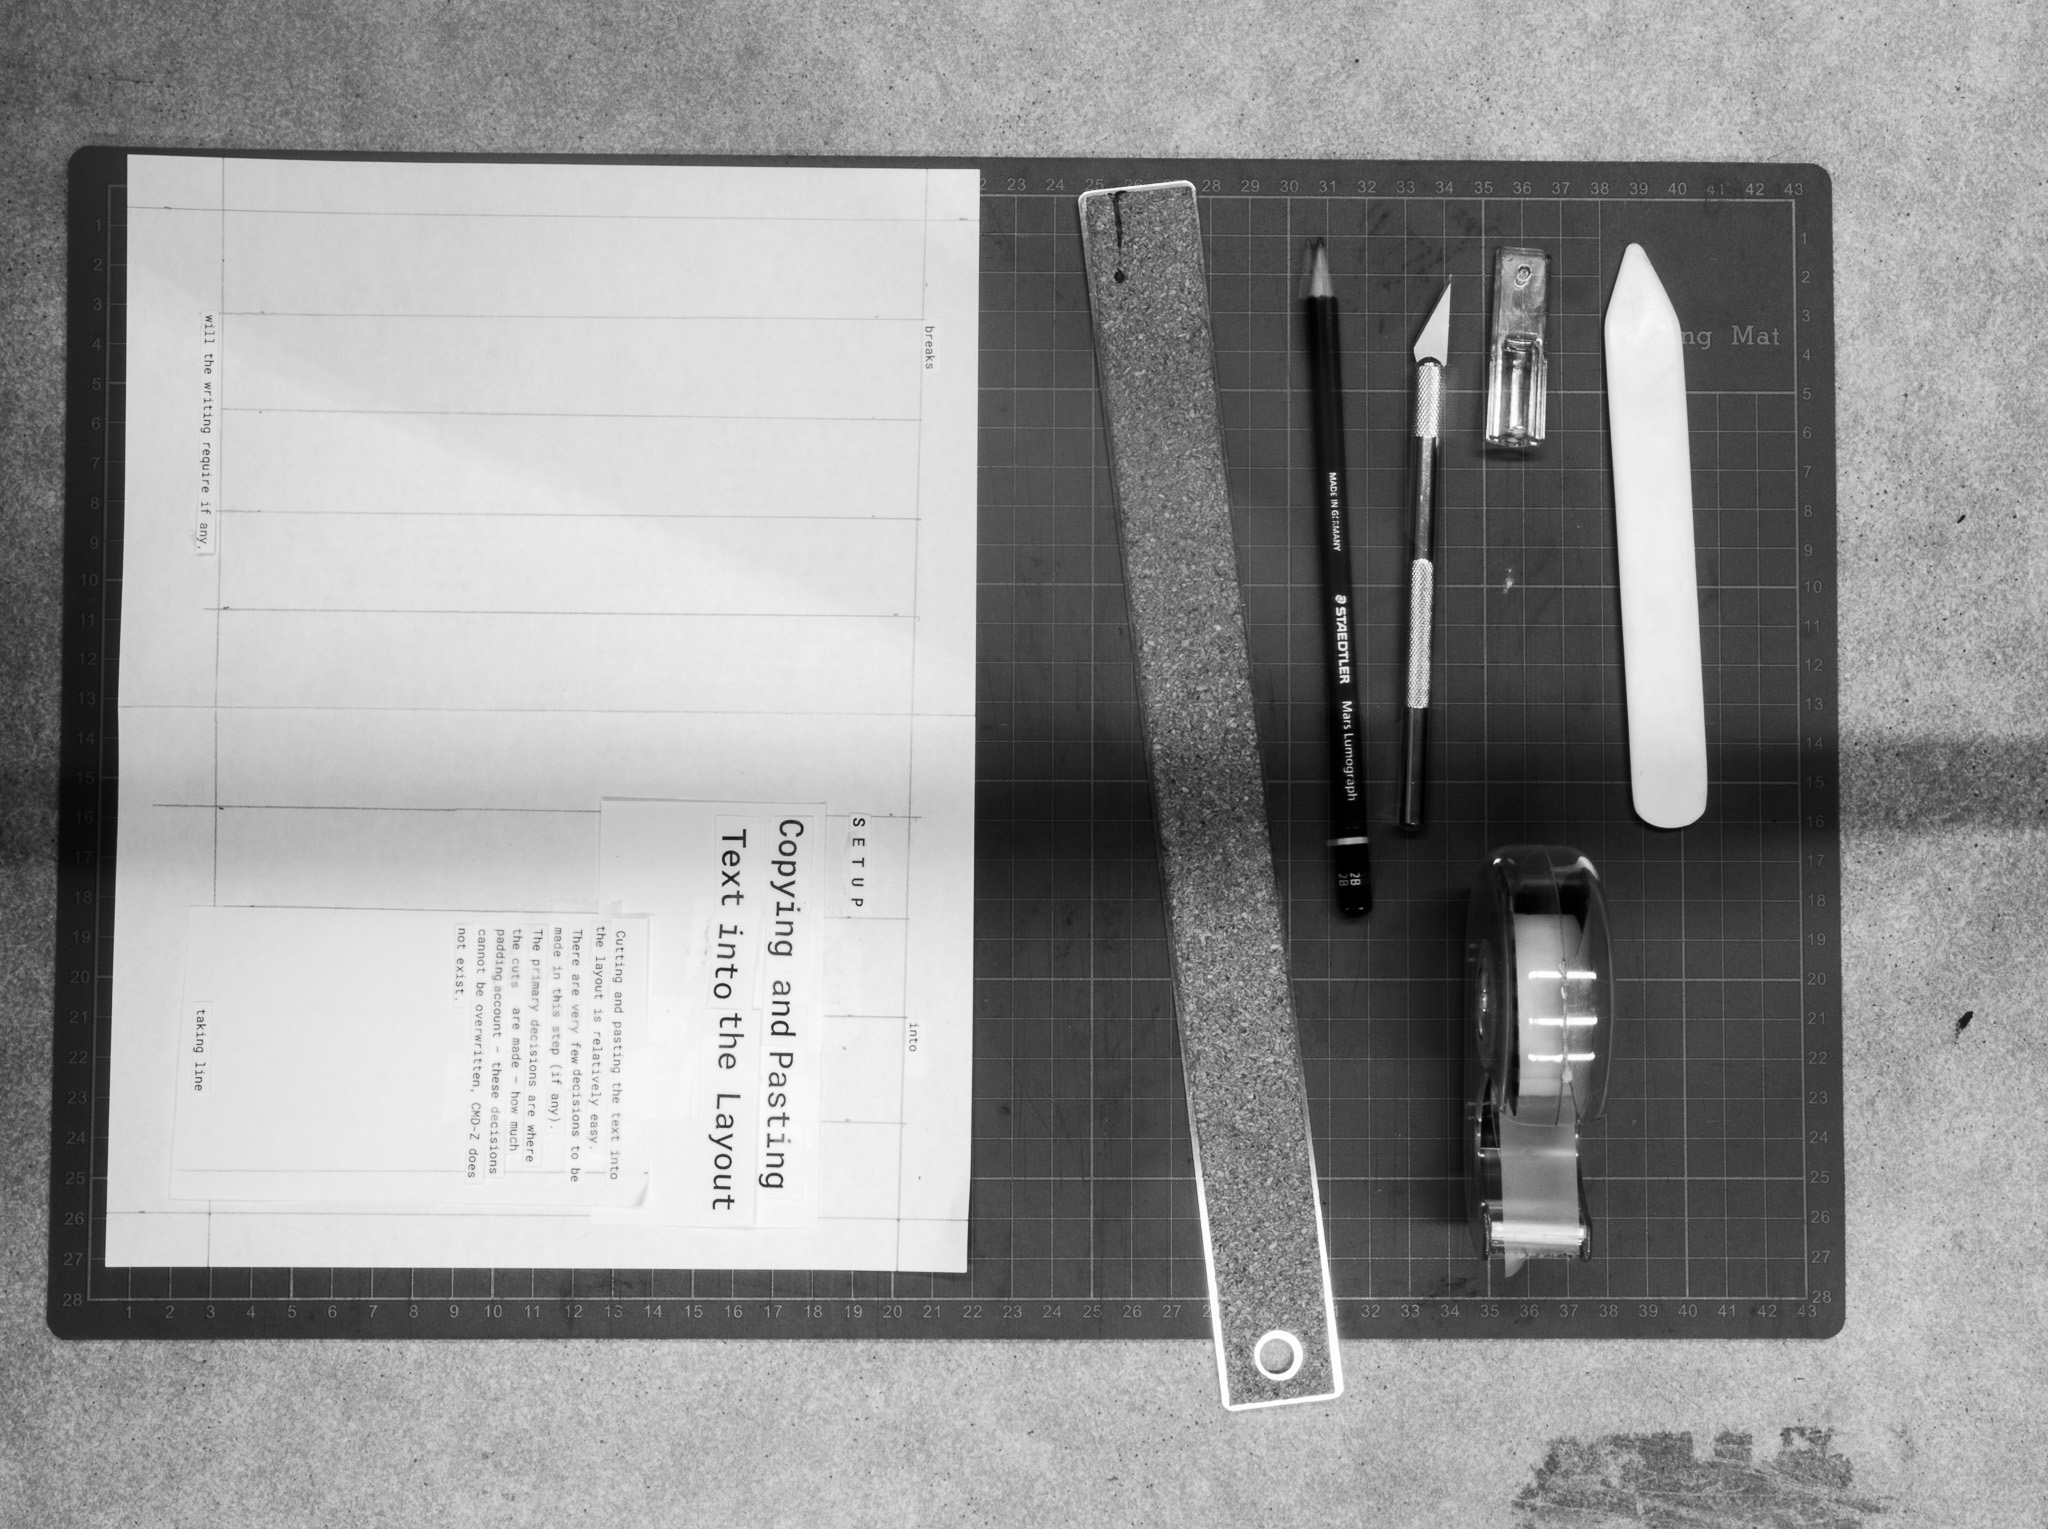 SETUP
Copying and Pasting
Text into the Layout
Cutting and pasting the text into
the layout is relatively easy.
There are very few decisions to be
made in this step (if any).
The primary decisions are where
the cuts are made – how much
padding account – these decisions
cannot be overwritten, CMD-Z does
not exist.
breaks
into
will the writing require if any,
taking line
MADE IN GERMANY
STAEDTLER Mars Lumograph
2B
2B
ng Mat
22 23 24 25 26 28 29 30 31 32 33 34 35 36 37 38 39 40 41 42 43
1 2 3 4 5 6 7 8 9 10 11 12 13 14 15 16 17 18 19 20 21 22 23 24 25 26 27 28
1 2 3 4 5 6 7 8 9 10 11 12 13 14 15 16 17 18 19 20 21 22 23 24 25 26 27 28
1 2 3 4 5 6 7 8 9 10 11 12 13 14 15 16 17 18 19 20 21 22 23 24 25 26 27 32 33 34 35 36 37 38 39 40 41 42 43